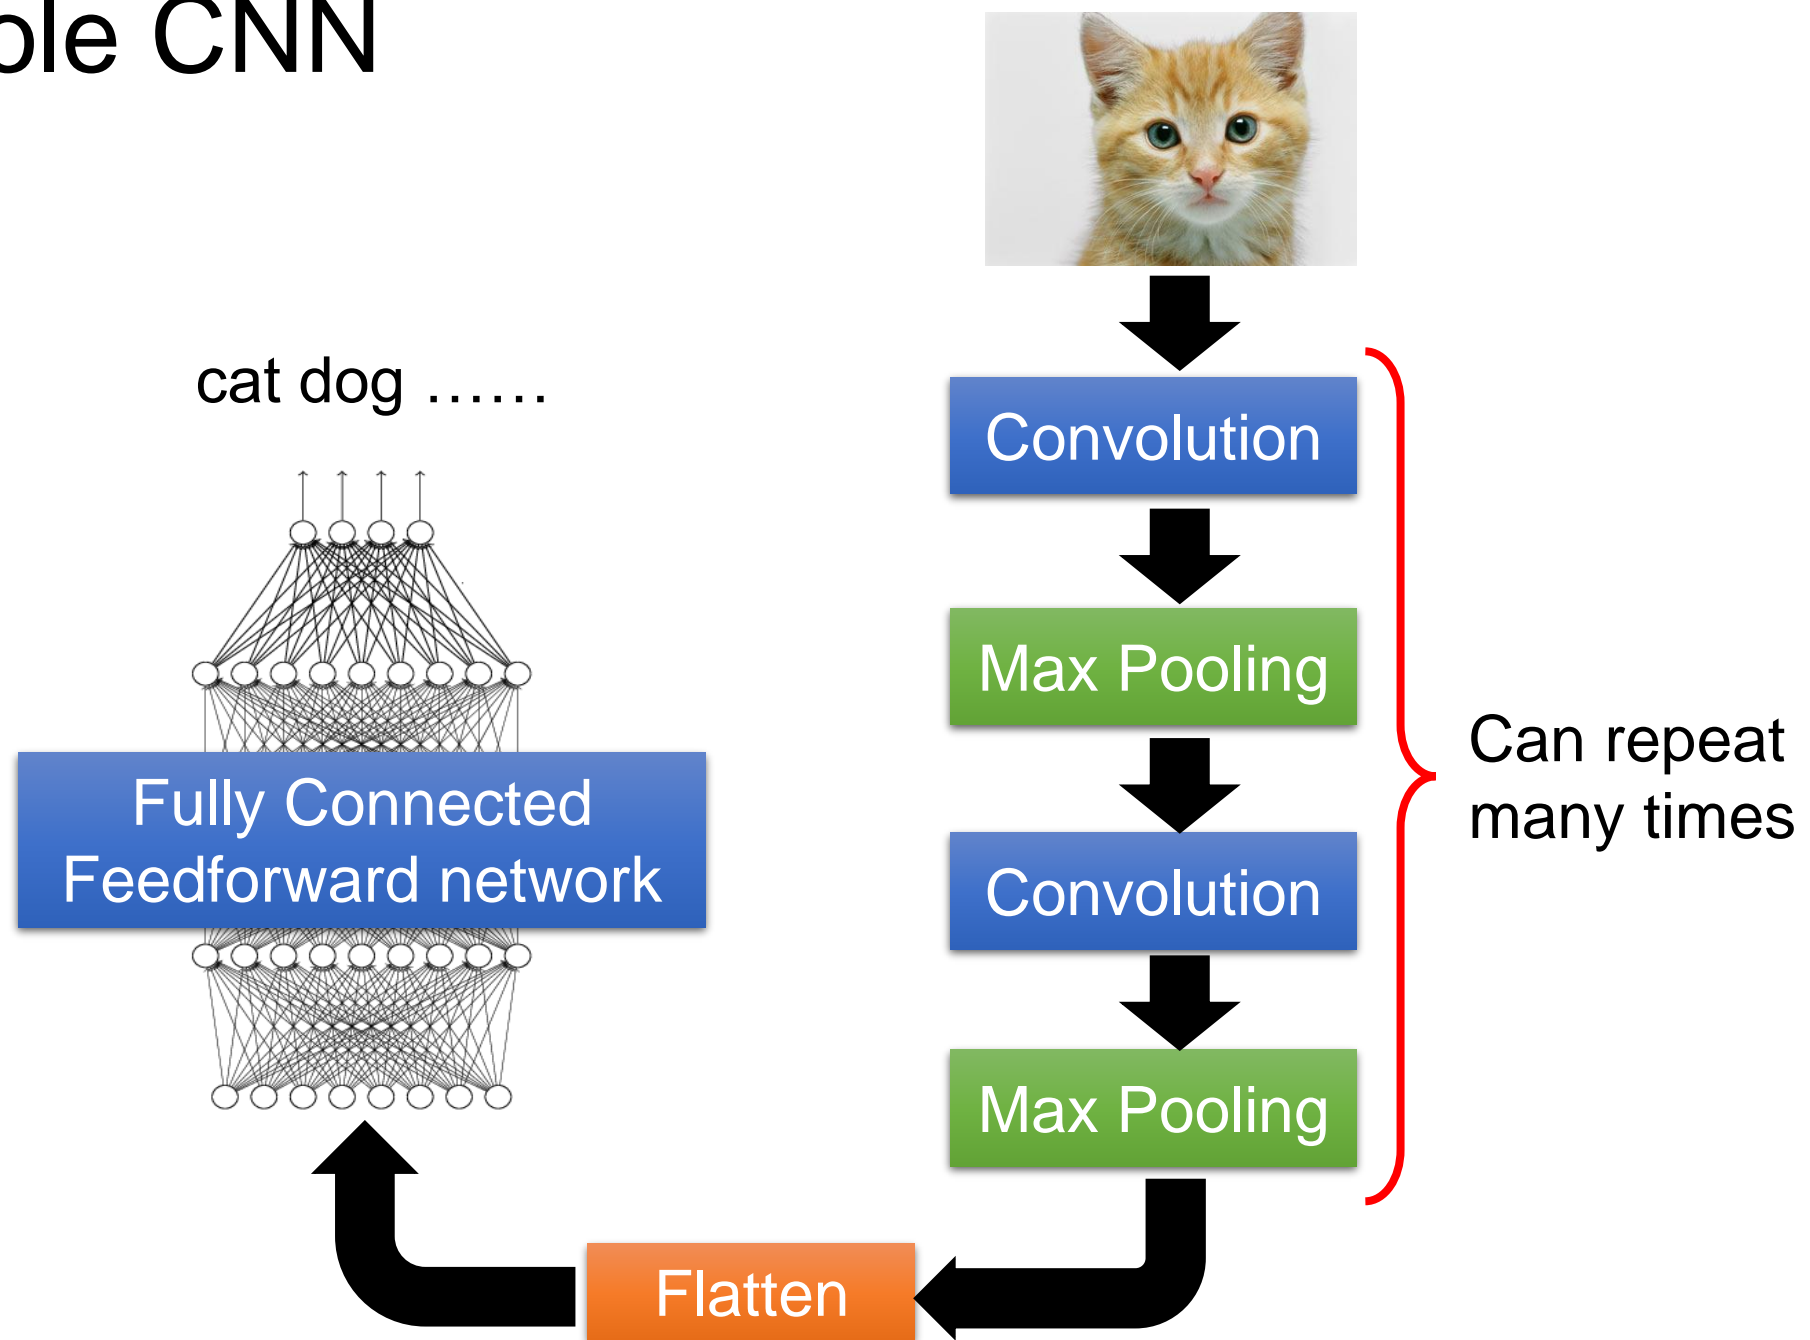 ple CNN
cat dog ……
Convolution
Max Pooling
Convolution
Max Pooling
Can repeat
many times
Fully Connected
Feedforward network
Flatten